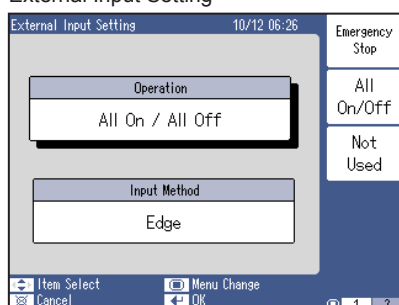 External Input Setting
External Input Setting 10/12 06:26
Emergency
Stop
Operation
All On / All Off
All
On/Off
Not
Used
Input Method
Edge
Item Select
Menu Change
Cancel
OK
1 2